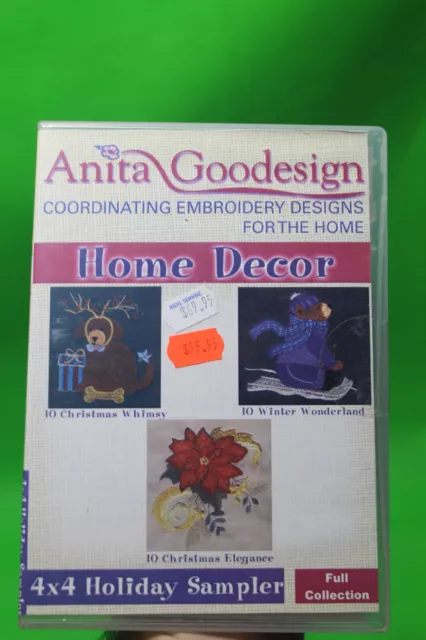 Anita Goodesign
COORDINATING EMBROIDERY DESIGNS
FOR THE HOME
Home Decor
$69.95
10 Christmas Whimsy
10 Winter Wonderland
10 Christmas Elegance
4x4 Holiday Sampler
Full
Collection